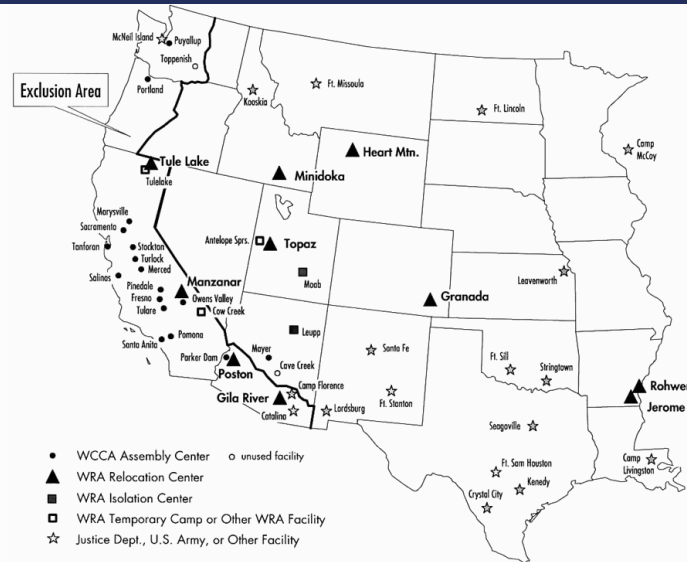 McNeil Island
Puyallup
Toppenish
Portland
Exclusion Area
Kooskia
Ft. Missoula
Ft. Lincoln
Camp
McCoy
Heart Mtn.
Minidoka
Tule Lake
Tulelake
Marysville
Sacramento
Tanforan
Stockton
Turlock
Merced
Salinas
Pinedale
Fresno
Tulare
Manzanar
Owens Valley
Cow Creek
Antelope Sprs.
Topaz
Moab
Granada
Leavenworth
Santa Anita
Pomona
Parker Dam
Poston
Mayer
Cave Creek
Leupp
Santa Fe
Ft. Sill
Stringtown
Rohwer
Jerome
Gila River
Camp Florence
Catalina
Lordsburg
Ft. Stanton
Seagoville
Ft. Sam Houston
Kenedy
Crystal City
Camp
Livingston
WCCA Assembly Center
unused facility
WRA Relocation Center
WRA Isolation Center
WRA Temporary Camp or Other WRA Facility
Justice Dept., U.S. Army, or Other Facility